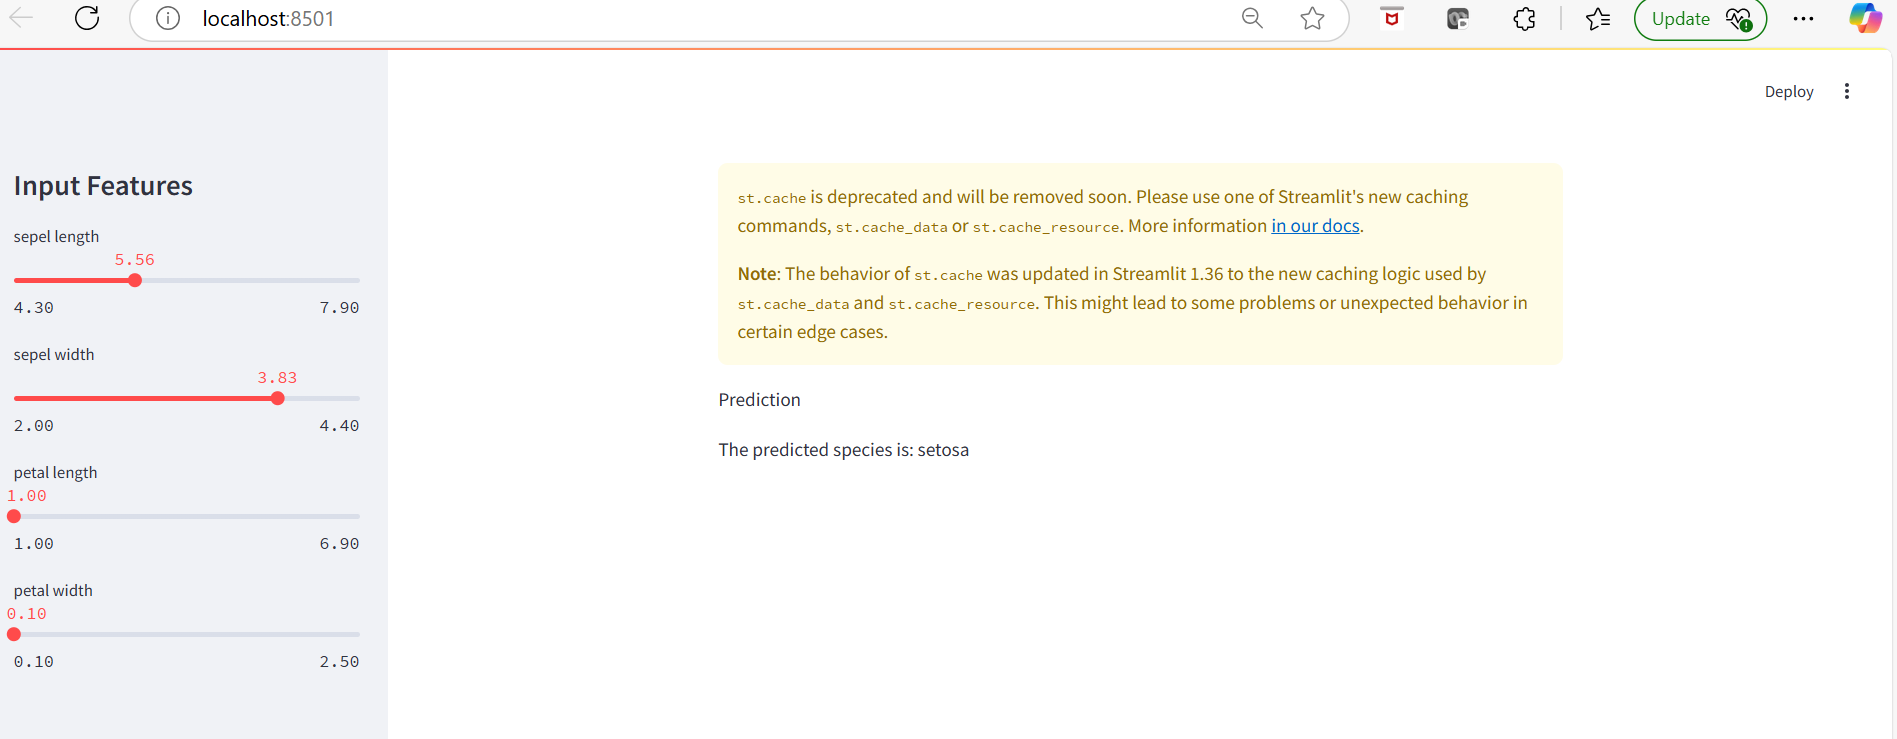 localhost:8501
Update
Deploy
Input Features
sepel length
5.56
4.30 7.90
sepel width
3.83
2.00 4.40
petal length
1.00
1.00 6.90
petal width
0.10
0.10 2.50
st.cache is deprecated and will be removed soon. Please use one of Streamlit's new caching
commands, st.cache_data or st.cache_resource. More information in our docs.
Note: The behavior of st.cache was updated in Streamlit 1.36 to the new caching logic used by
st.cache_data and st.cache_resource. This might lead to some problems or unexpected behavior in
certain edge cases.
Prediction
The predicted species is: setosa